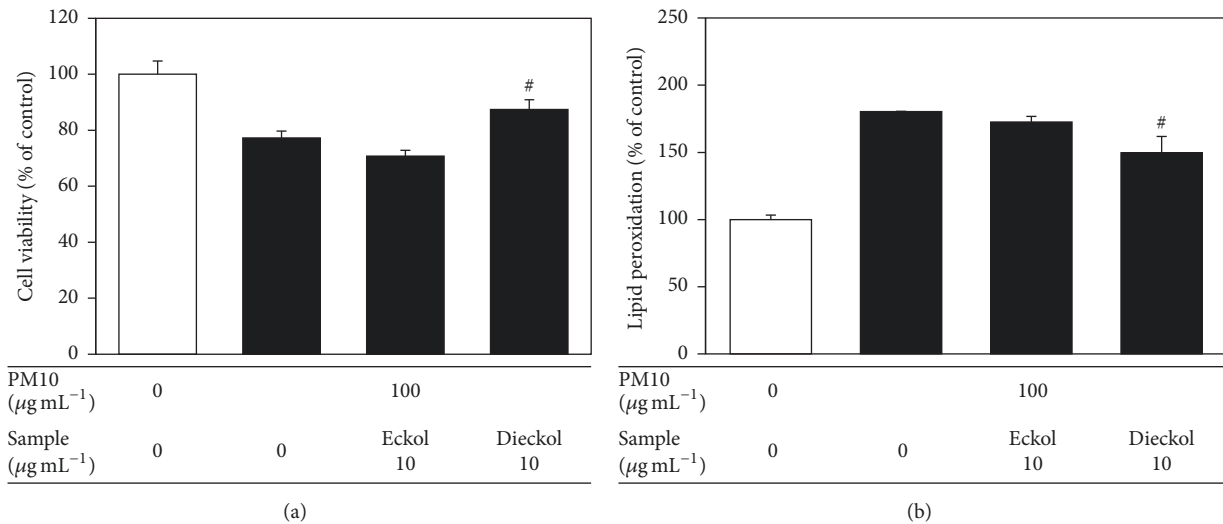 Cell viability (% of control)
120
100
80
60
40
20
0
#
PM10
(μg mL⁻¹)
0
100
Sample
(μg mL⁻¹)
0
0
Eckol
10
Dieckol
10
(a)
Lipid peroxidation (% of control)
250
200
150
100
50
0
#
PM10
(μg mL⁻¹)
0
100
Sample
(μg mL⁻¹)
0
0
Eckol
10
Dieckol
10
(b)